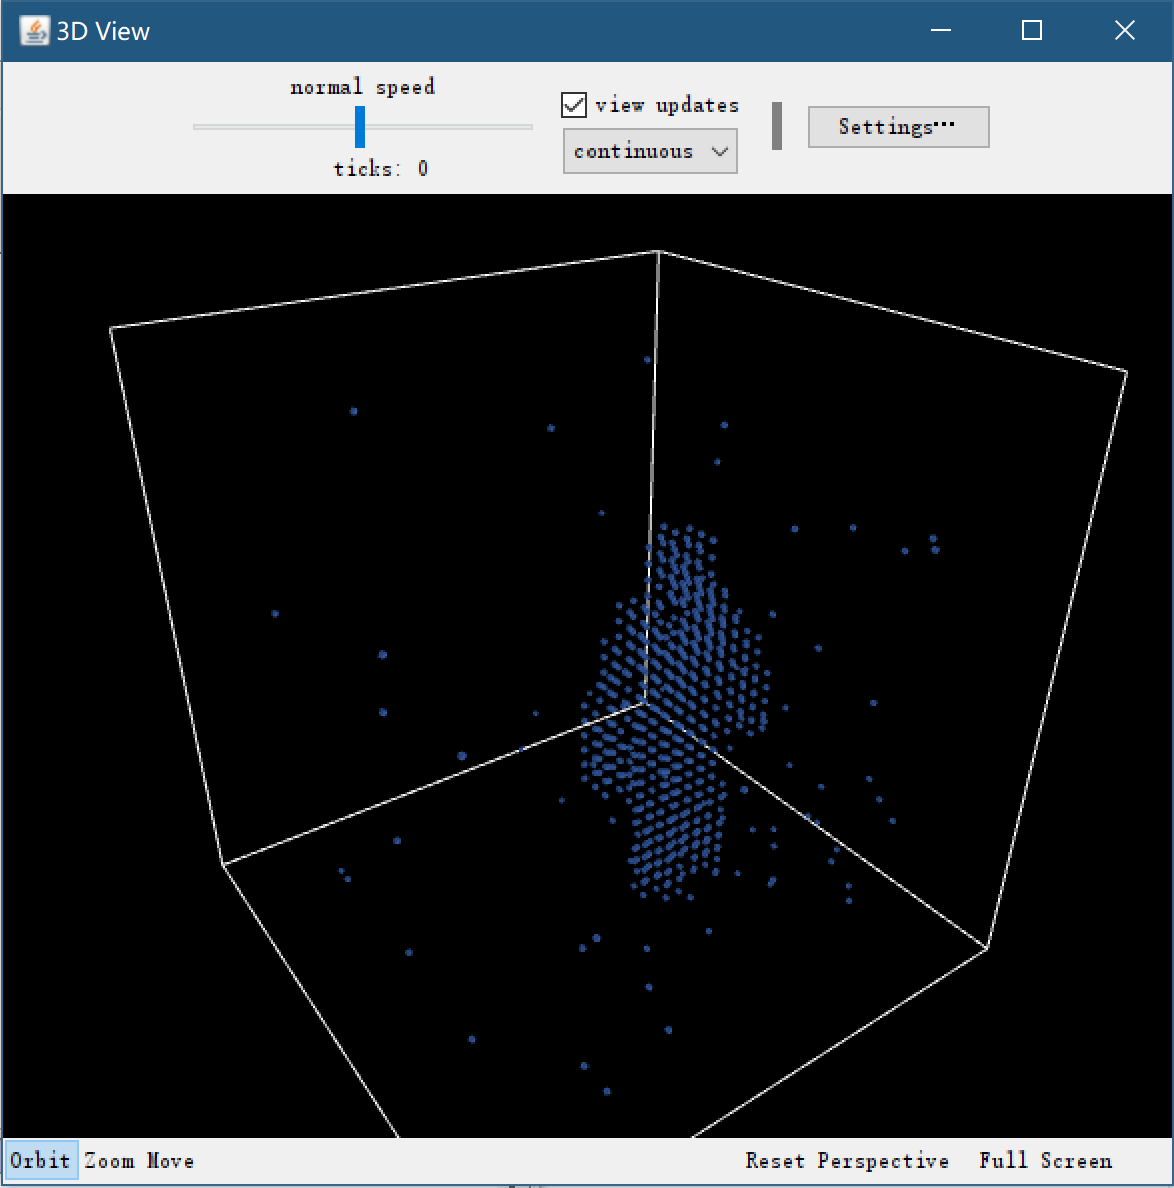 3D View
normal speed
ticks: 0
view updates
continuous
Settings...
Orbit Zoom Move
Reset Perspective Full Screen